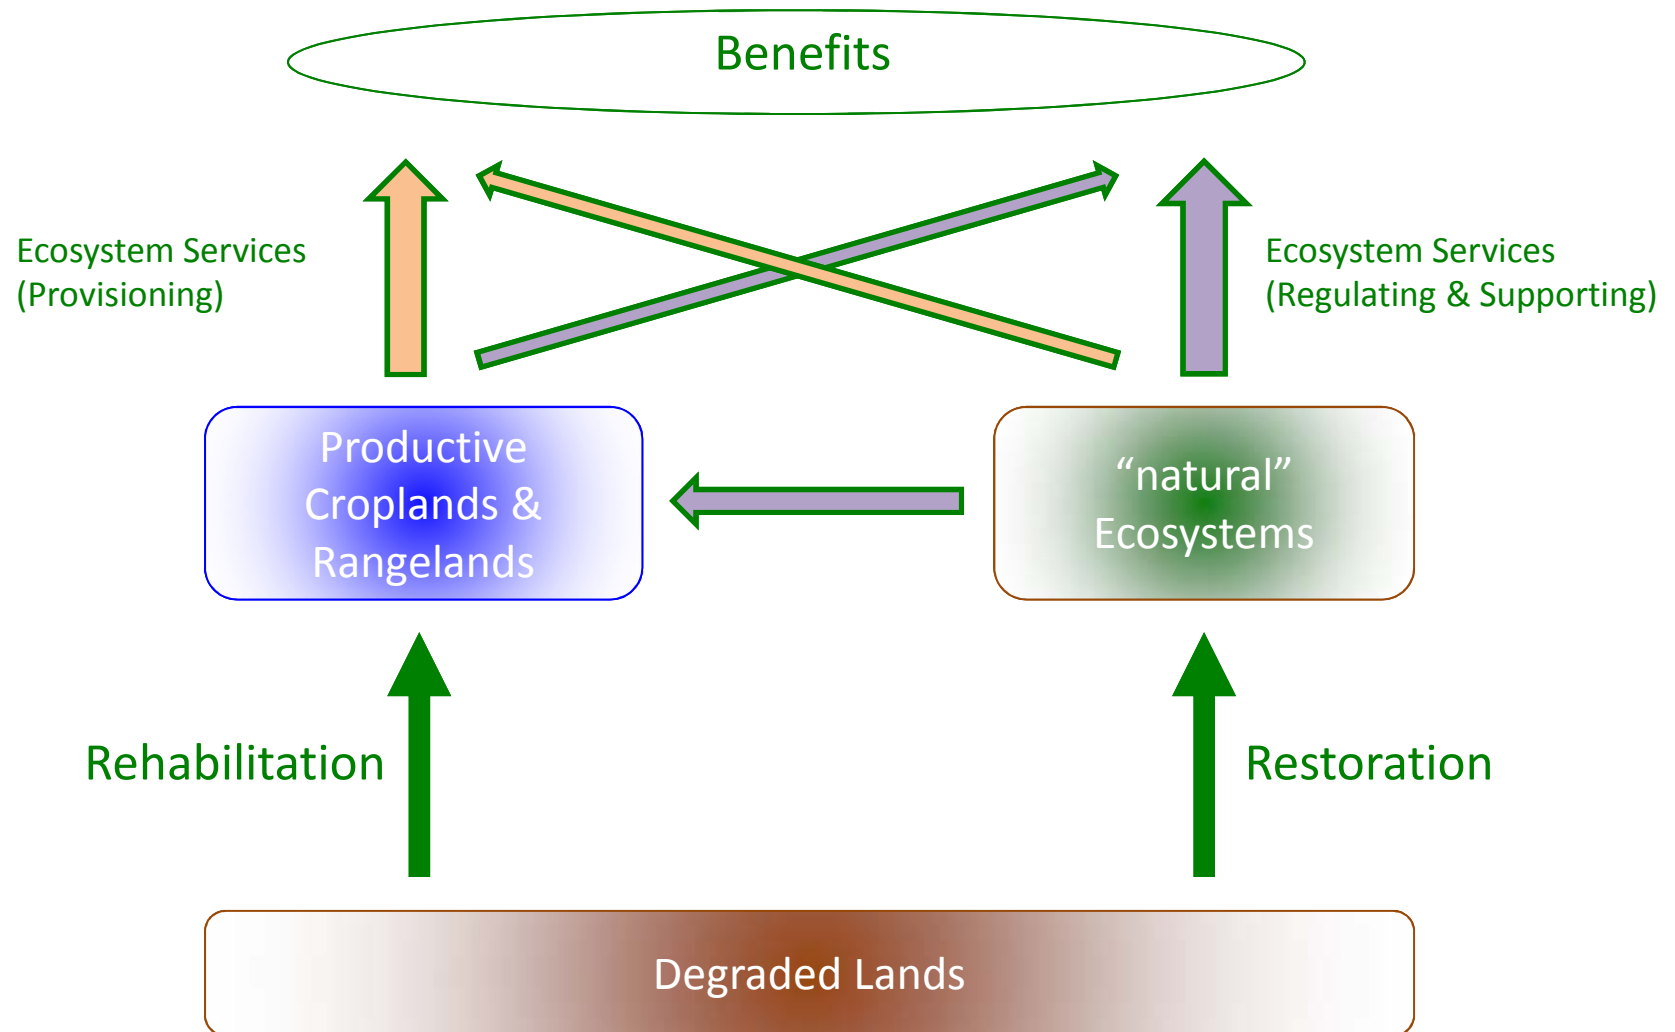 Benefits
Ecosystem Services
(Provisioning)
Ecosystem Services
(Regulating & Supporting)
Productive
Croplands &
Rangelands
“natural”
Ecosystems
Rehabilitation
Restoration
Degraded Lands